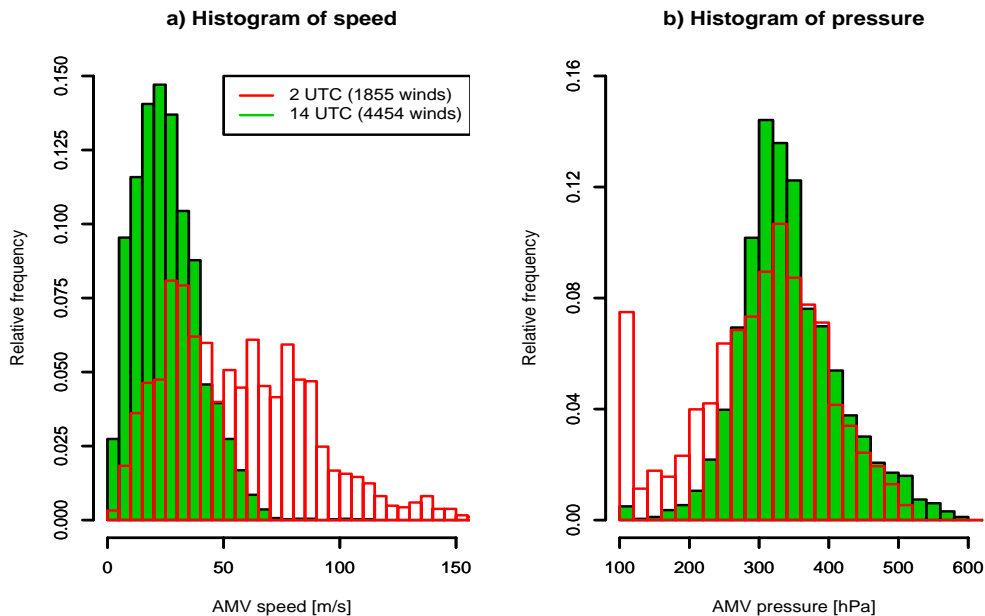 a) Histogram of speed
0.150
0.125
0.100
0.075
0.050
0.025
0.000
Relative frequency
2 UTC (1855 winds)
14 UTC (4454 winds)
0
50
100
150
AMV speed [m/s]
b) Histogram of pressure
0.16
0.12
0.08
0.04
0.00
Relative frequency
100
200
300
400
500
600
AMV pressure [hPa]